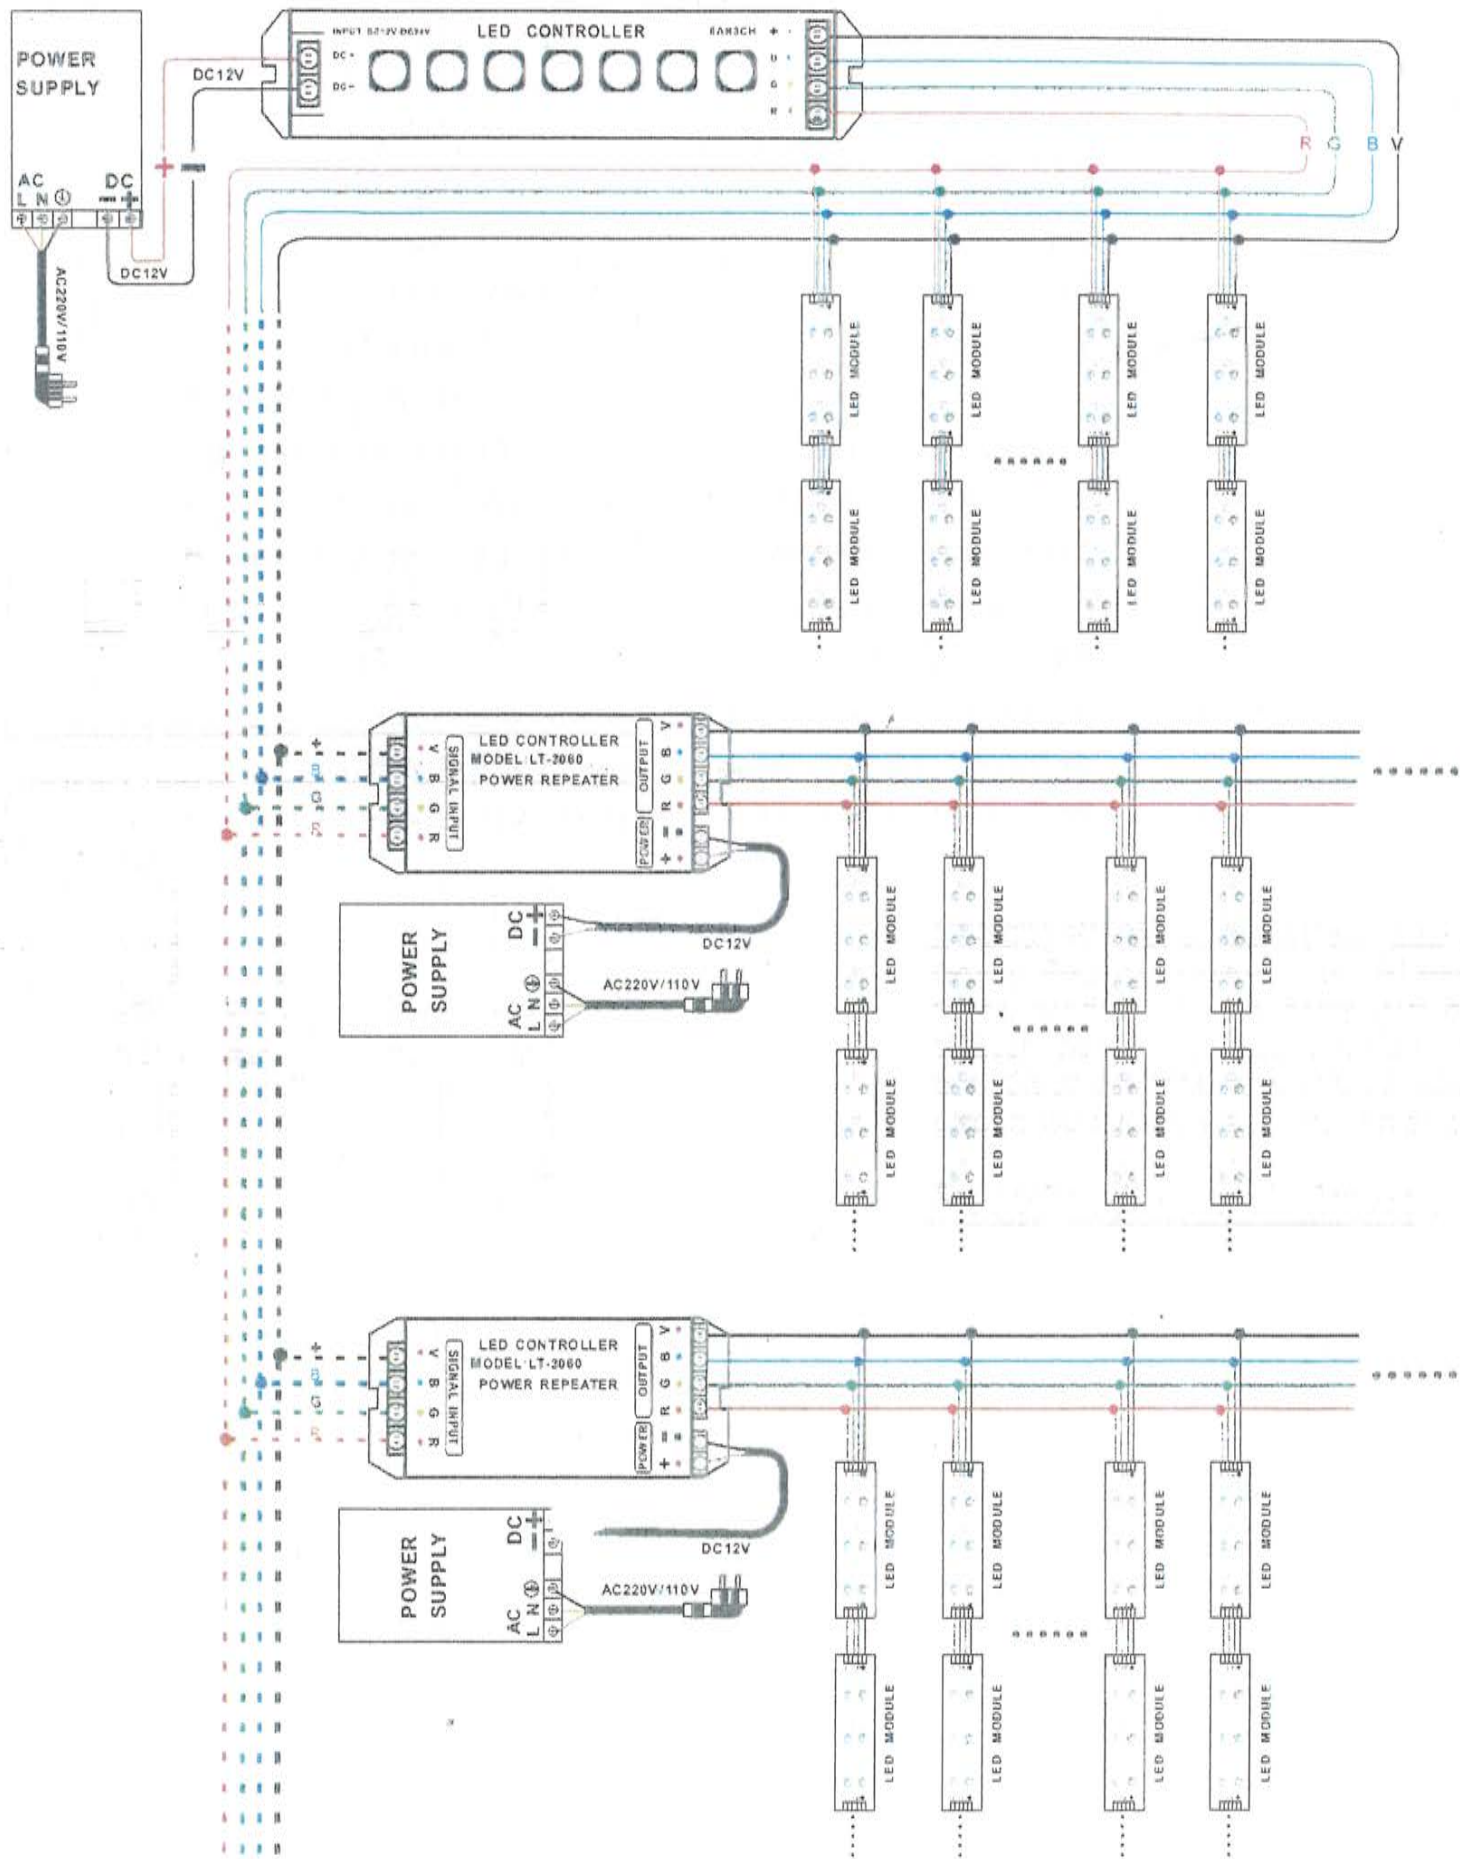 POWER
SUPPLY
AC
DC
L N
DC12V
DC12V
AC220V/110V
LED CONTROLLER
DC+
DC-
G
R
R
G
B
V
LED MODULE
LED MODULE
LED MODULE
LED MODULE
LED MODULE
LED MODULE
LED MODULE
LED MODULE
+
B
G
R
V
B
G
R
SIGNAL INPUT
LED CONTROLLER
MODEL:LT-3060
POWER REPEATER
OUTPUT
V
B
G
R
POWER
+
POWER
SUPPLY
DC
AC
L N
DC12V
AC220V/110V
LED MODULE
LED MODULE
LED MODULE
LED MODULE
LED MODULE
LED MODULE
LED MODULE
LED MODULE
+
B
G
R
V
B
G
R
SIGNAL INPUT
LED CONTROLLER
MODEL:LT-3060
POWER REPEATER
OUTPUT
V
B
G
R
POWER
+
POWER
SUPPLY
DC
AC
L N
DC12V
AC220V/110V
LED MODULE
LED MODULE
LED MODULE
LED MODULE
LED MODULE
LED MODULE
LED MODULE
LED MODULE